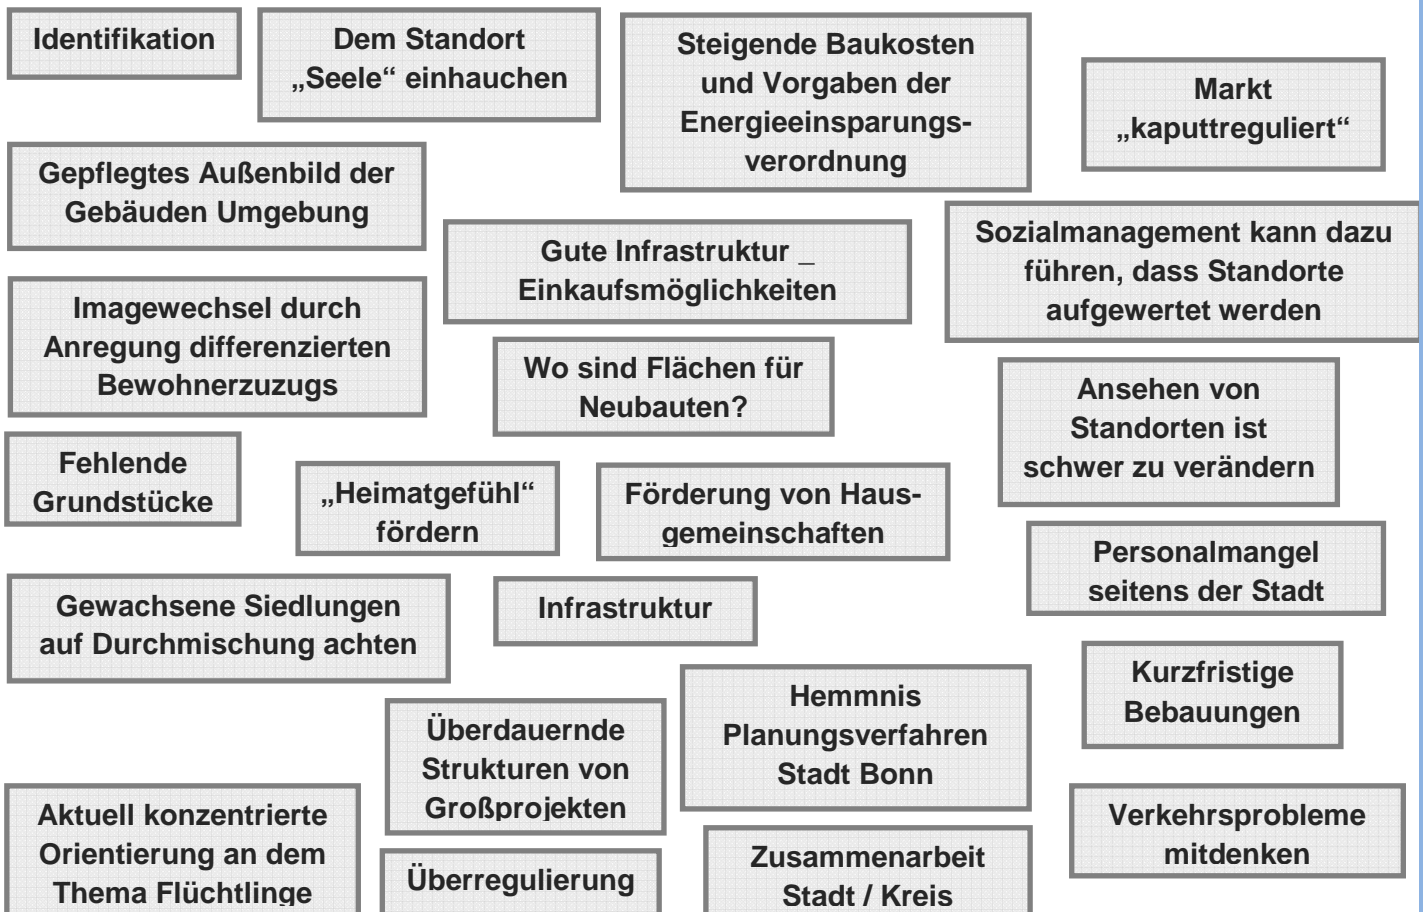 Identifikation
Dem Standort
„Seele“ einhauchen
Steigende Baukosten
und Vorgaben der
Energieeinsparungs-
verordnung
Markt
„kaputtreguliert“
Gepflegtes Außenbild der
Gebäuden Umgebung
Gute Infrastruktur _
Einkaufsmöglichkeiten
Sozialmanagement kann dazu
führen, dass Standorte
aufgewertet werden
Imagewechsel durch
Anregung differenzierten
Bewohnerzuzugs
Wo sind Flächen für
Neubauten?
Ansehen von
Standorten ist
schwer zu verändern
Fehlende
Grundstücke
„Heimatgefühl“
fördern
Förderung von Haus-
gemeinschaften
Personalmangel
seitens der Stadt
Gewachsene Siedlungen
auf Durchmischung achten
Infrastruktur
Kurzfristige
Bebauungen
Überdauernde
Strukturen von
Großprojekten
Hemmnis
Planungsverfahren
Stadt Bonn
Aktuell konzentrierte
Orientierung an dem
Thema Flüchtlinge
Überregulierung
Zusammenarbeit
Stadt / Kreis
Verkehrsprobleme
mitdenken